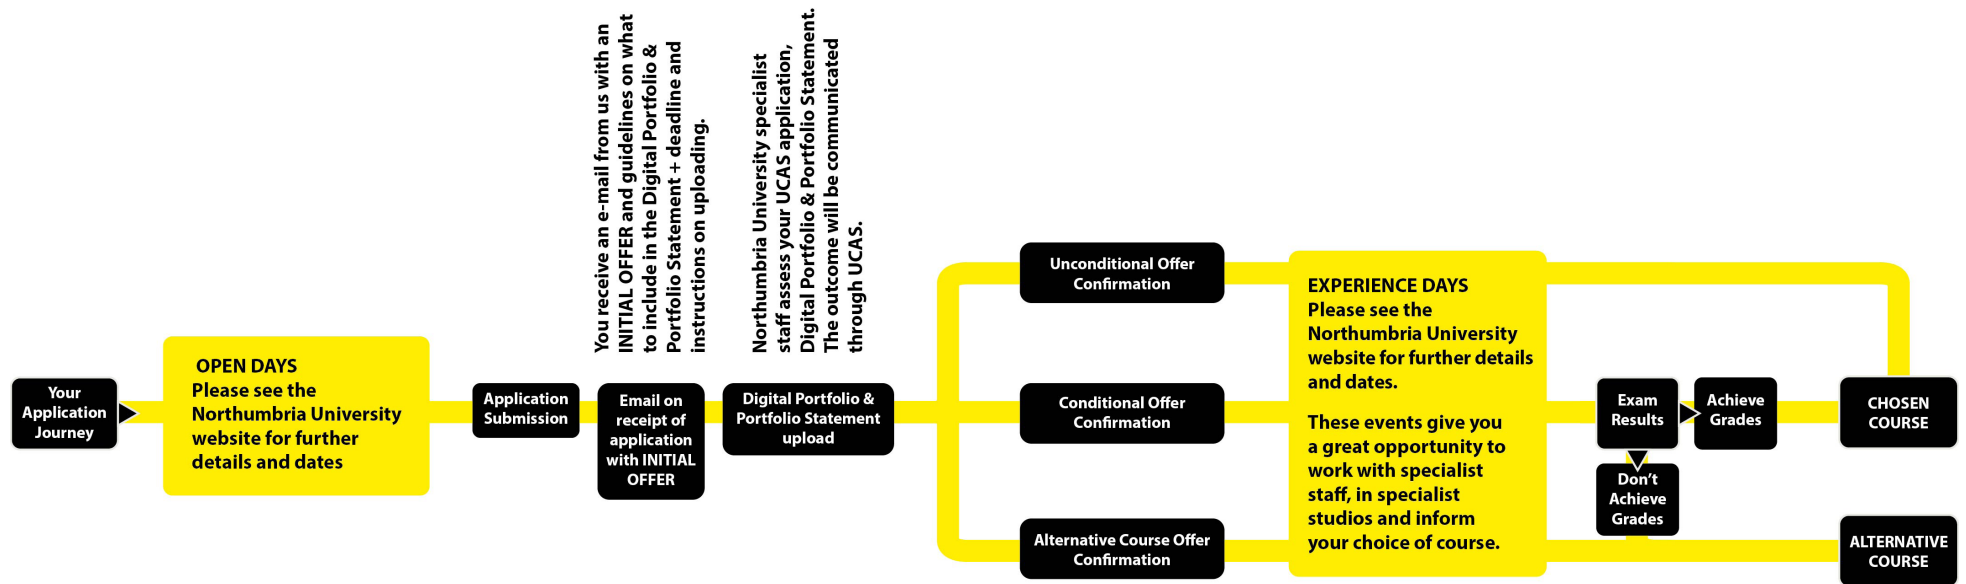 Your
Application
Journey
OPEN DAYS
Please see the
Northumbria University
website for further
details and dates
Application
Submission
You receive an e-mail from us with an
INITIAL OFFER and guidelines on what
to include in the Digital Portfolio &
Portfolio Statement + deadline and
instructions on uploading.
Email on
receipt of
application
with INITIAL
OFFER
Northumbria University specialist
staff assess your UCAS application,
Digital Portfolio & Portfolio Statement.
The outcome will be communicated
through UCAS.
Digital Portfolio &
Portfolio Statement
upload
Unconditional Offer
Confirmation
Conditional Offer
Confirmation
Alternative Course Offer
Confirmation
EXPERIENCE DAYS
Please see the
Northumbria University
website for further details
and dates.
These events give you
a great opportunity to
work with specialist
staff, in specialist
studios and inform
your choice of course.
Exam
Results
Achieve
Grades
Don't
Achieve
Grades
CHOSEN
COURSE
ALTERNATIVE
COURSE